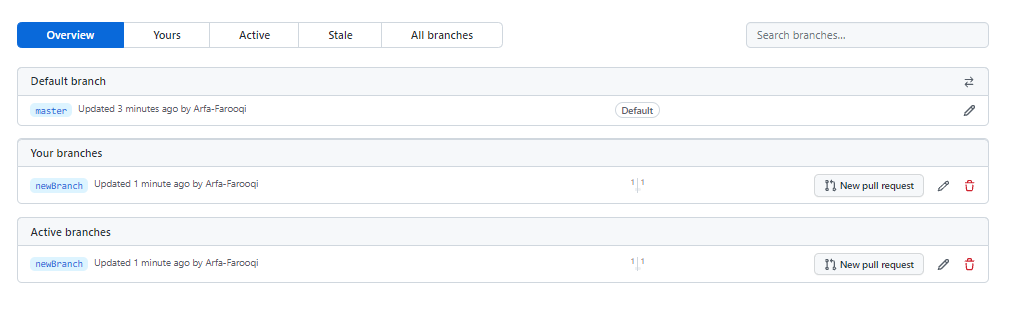 Overview Yours Active Stale All branches Search branches...
Default branch
master Updated 3 minutes ago by Arfa-Farooqi Default
Your branches
newBranch Updated 1 minute ago by Arfa-Farooqi 1 1 New pull request
Active branches
newBranch Updated 1 minute ago by Arfa-Farooqi 1 1 New pull request